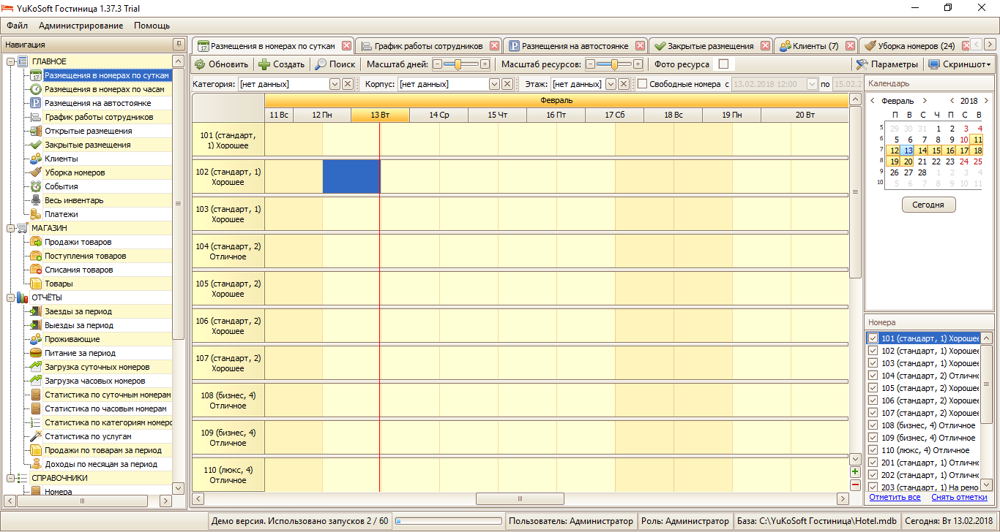 YuKoSoft Гостиница 1.37.3 Trial
Файл Администрирование Помощь
Навигация
ГЛАВНОЕ
Размещения в номерах по суткам
Размещения в номерах по часам
Размещения на автостоянке
График работы сотрудников
Открытые размещения
Закрытые размещения
Клиенты
Уборка номеров
События
Весь инвентарь
Платежи
МАГАЗИН
Продажи товаров
Поступления товаров
Списания товаров
Товары
ОТЧЁТЫ
Заезды за период
Выезды за период
Проживающие
Питание за период
Загрузка суточных номеров
Загрузка часовых номеров
Статистика по суточным номерам
Статистика по часовым номерам
Статистика по категориям номеро
Статистика по услугам
Продажи по товарам за период
Доходы по месяцам за период
СПРАВОЧНИКИ
Номера
Размещения в номерах по суткам График работы сотрудников Размещения на автостоянке Закрытые размещения Клиенты (7) Уборка номеров (24)
Обновить Создать Поиск Масштаб дней: Масштаб ресурсов: Фото ресурса Параметры Скриншот
Категория: [нет данных] Корпус: [нет данных] Этаж: [нет данных] Свободные номера с 13.02.2018 12:00 по 15.02.2
Февраль
11 Вс 12 Пн 13 Вт 14 Ср 15 Чт 16 Пт 17 Сб 18 Вс 19 Пн 20 Вт
101 (стандарт,
1) Хорошее
102 (стандарт, 1)
Хорошее
103 (стандарт, 1)
Хорошее
104 (стандарт, 2)
Отличное
105 (стандарт, 2)
Хорошее
106 (стандарт, 2)
Хорошее
107 (стандарт, 2)
Хорошее
108 (бизнес, 4)
Отличное
109 (бизнес, 4)
Отличное
110 (люкс, 4)
Отличное
Календарь
Февраль 2018
П В С Ч П С В
5 29 30 31 1 2 3 4
6 5 6 7 8 9 10 11
7 12 13 14 15 16 17 18
8 19 20 21 22 23 24 25
9 26 27 28 1 2 3 4
10 5 6 7 8 9 10 11
Сегодня
Номера
101 (стандарт, 1) Хорошее
102 (стандарт, 1) Хорошее
103 (стандарт, 1) Хорошее
104 (стандарт, 2) Отлично
105 (стандарт, 2) Хорошее
106 (стандарт, 2) Хорошее
107 (стандарт, 2) Хорошее
108 (бизнес, 4) Отличное
109 (бизнес, 4) Отличное
110 (люкс, 4) Отличное
201 (стандарт, 1) Отлично
202 (стандарт, 1) Отлично
203 (стандарт, 1) На ремо
Отметить все Снять отметки
Демо версия. Использовано запусков 2 / 60 Пользователь: Администратор Роль: Администратор База: C:\YuKoSoft Гостиница\Hotel.mdb Сегодня: Вт 13.02.2018